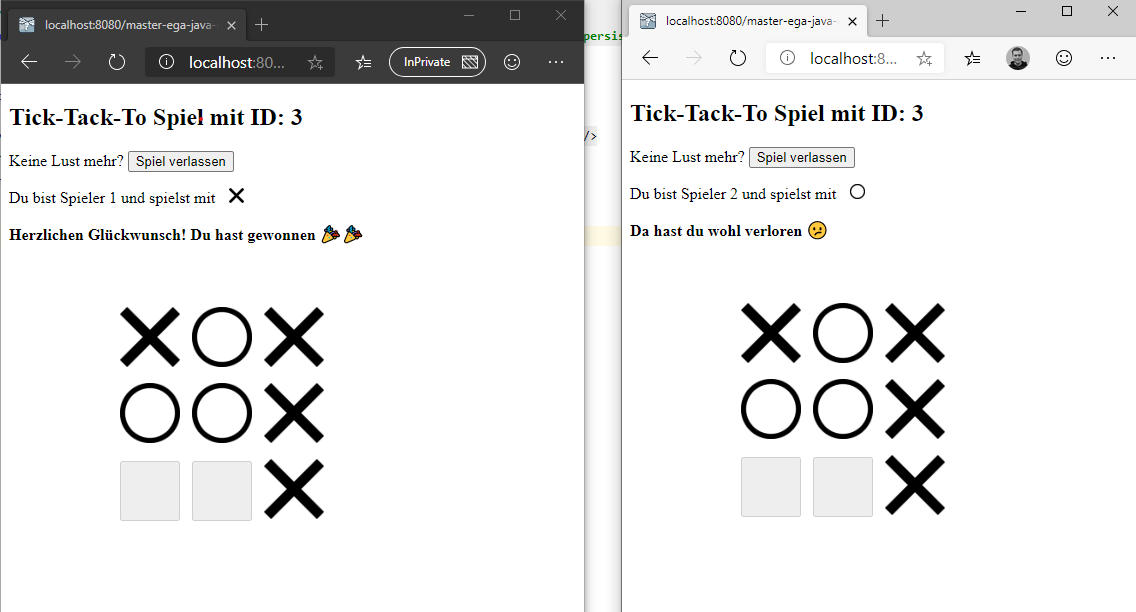 localhost:8080/master-ega-java-
localhost:80...
InPrivate
Tick-Tack-To Spiel mit ID: 3
Keine Lust mehr? Spiel verlassen
Du bist Spieler 1 und spielst mit
Herzlichen Glückwunsch! Du hast gewonnen 🎉 🎉
persis
/>
localhost:8080/master-ega-java-
localhost:8...
Tick-Tack-To Spiel mit ID: 3
Keine Lust mehr? Spiel verlassen
Du bist Spieler 2 und spielst mit
Da hast du wohl verloren 😕